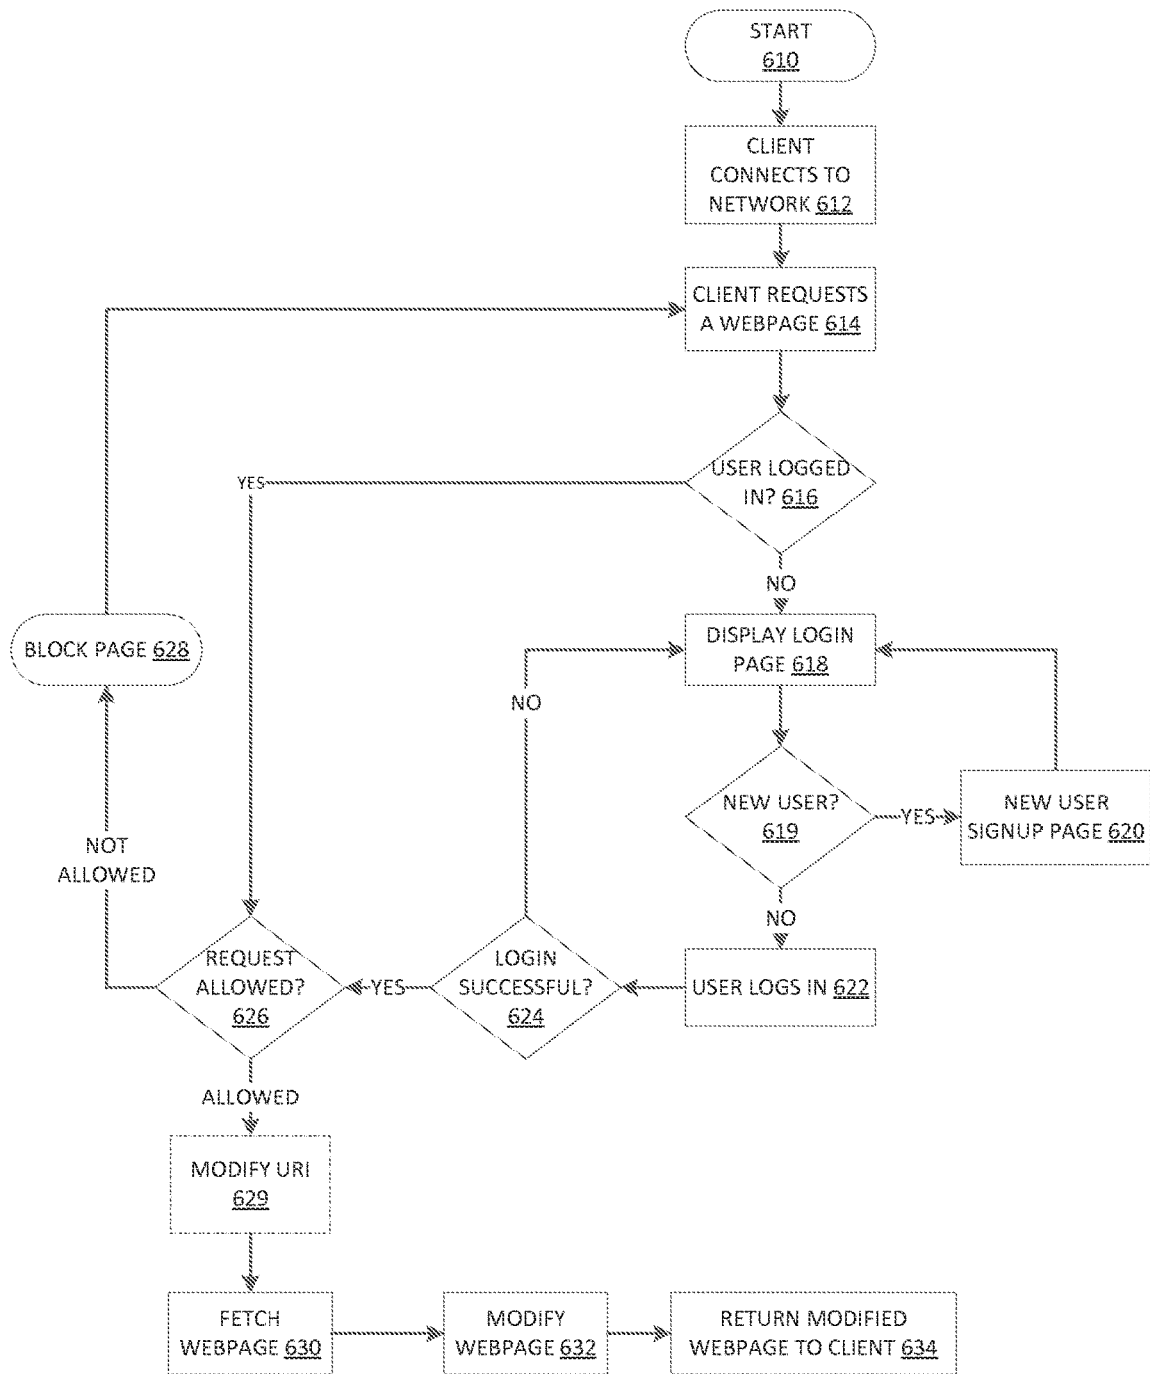 START
610
CLIENT
CONNECTS TO
NETWORK 612
CLIENT REQUESTS
A WEBPAGE 614
USER LOGGED
IN? 616
YES
NO
BLOCK PAGE 628
DISPLAY LOGIN
PAGE 618
NO
NEW USER?
619
YES
NEW USER
SIGNUP PAGE 620
NOT
ALLOWED
NO
REQUEST
ALLOWED?
626
YES
LOGIN
SUCCESSFUL?
624
USER LOGS IN 622
ALLOWED
MODIFY URI
629
FETCH
WEBPAGE 630
MODIFY
WEBPAGE 632
RETURN MODIFIED
WEBPAGE TO CLIENT 634